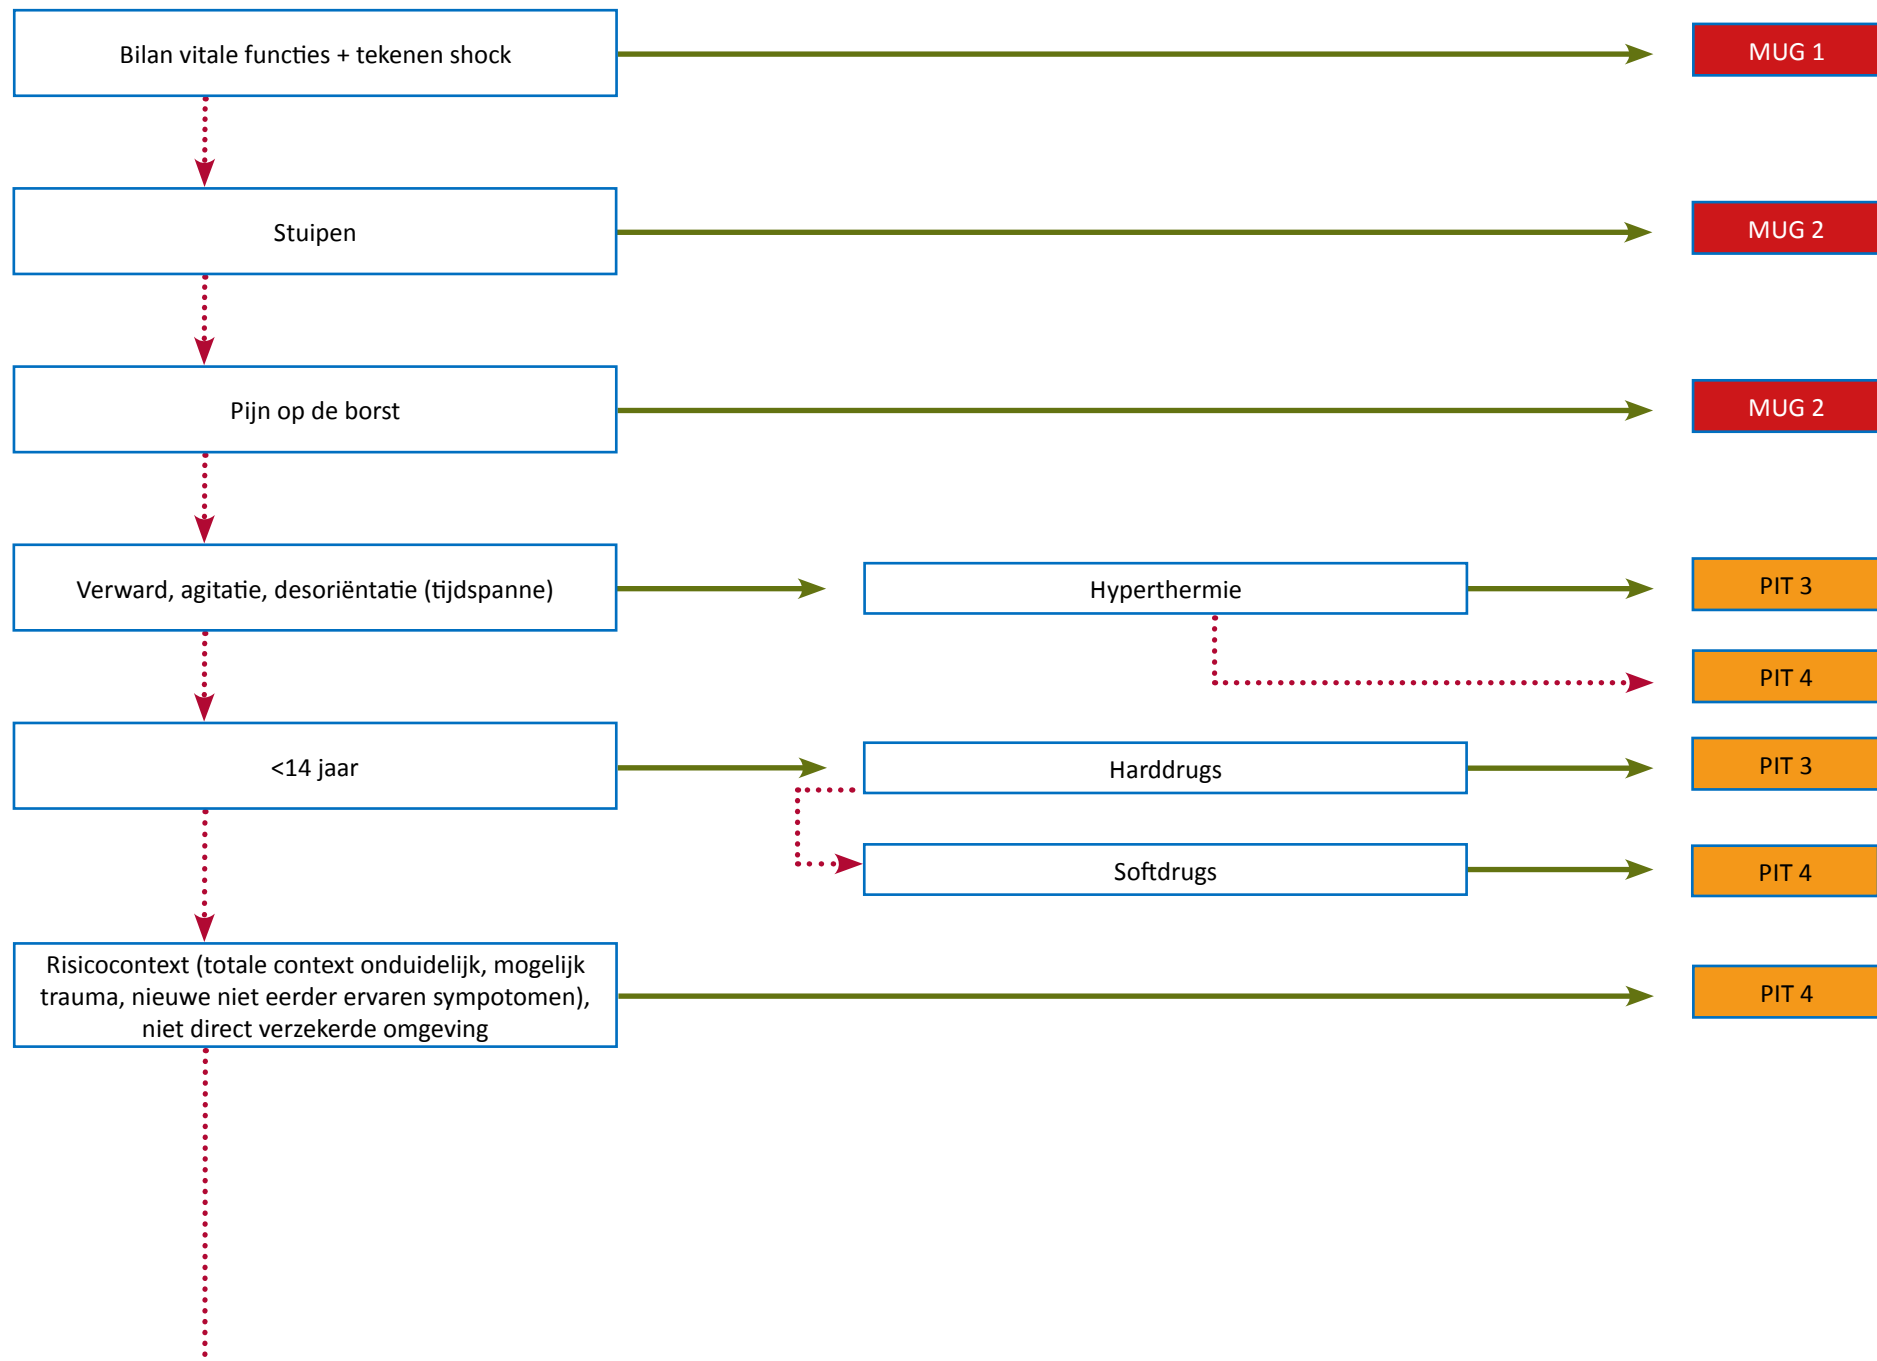 Bilan vitale functies + tekenen shock
MUG 1
Stuipen
MUG 2
Pijn op de borst
MUG 2
Verward, agitatie, desoriëntatie (tijdspanne)
Hyperthermie
PIT 3
PIT 4
<14 jaar
Harddrugs
PIT 3
Softdrugs
PIT 4
Risicocontext (totale context onduidelijk, mogelijk
trauma, nieuwe niet eerder ervaren sympotomen),
niet direct verzekerde omgeving
PIT 4